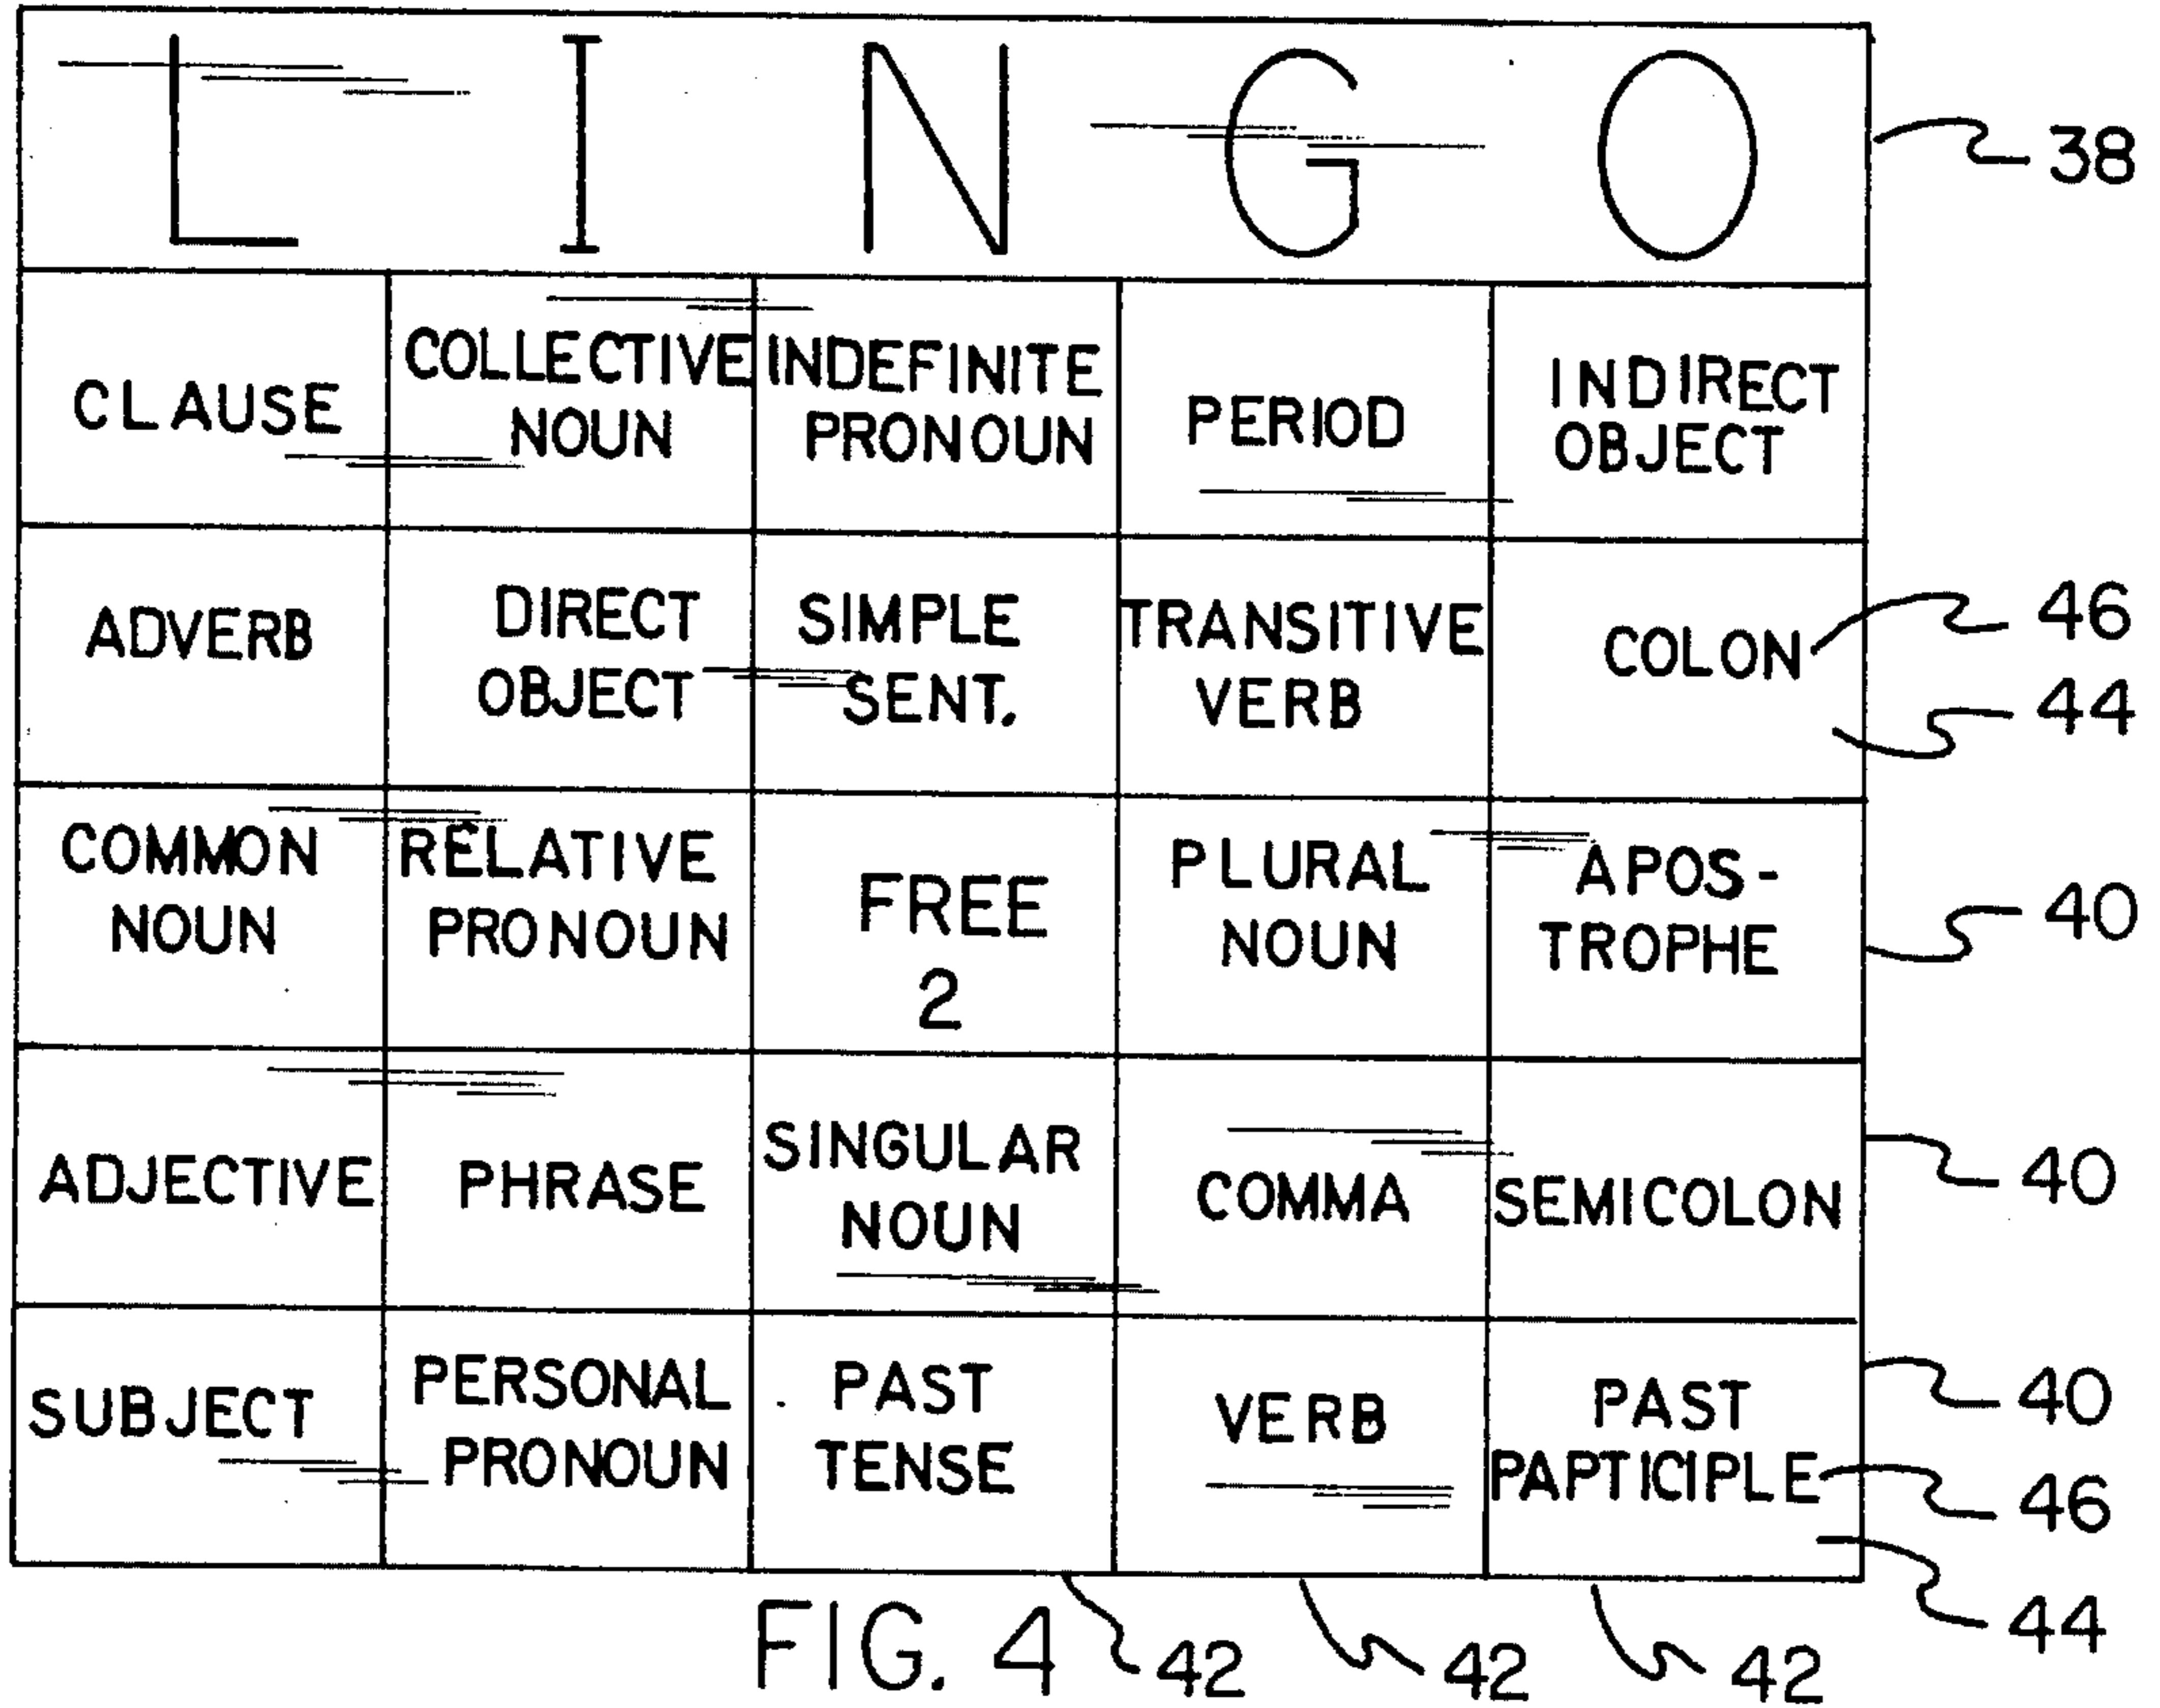 L I N G O
38
CLAUSE
COLLECTIVE
NOUN
INDEFINITE
PRONOUN
PERIOD
INDIRECT
OBJECT
ADVERB
DIRECT
OBJECT
SIMPLE
SENT.
TRANSITIVE
VERB
COLON
46
44
COMMON
NOUN
RELATIVE
PRONOUN
FREE
2
PLURAL
NOUN
APOS-
TROPHE
40
ADJECTIVE
PHRASE
SINGULAR
NOUN
COMMA
SEMICOLON
40
SUBJECT
PERSONAL
PRONOUN
PAST
TENSE
VERB
PAST
PAPTICIPLE
40
46
44
42
42
42
FIG. 4